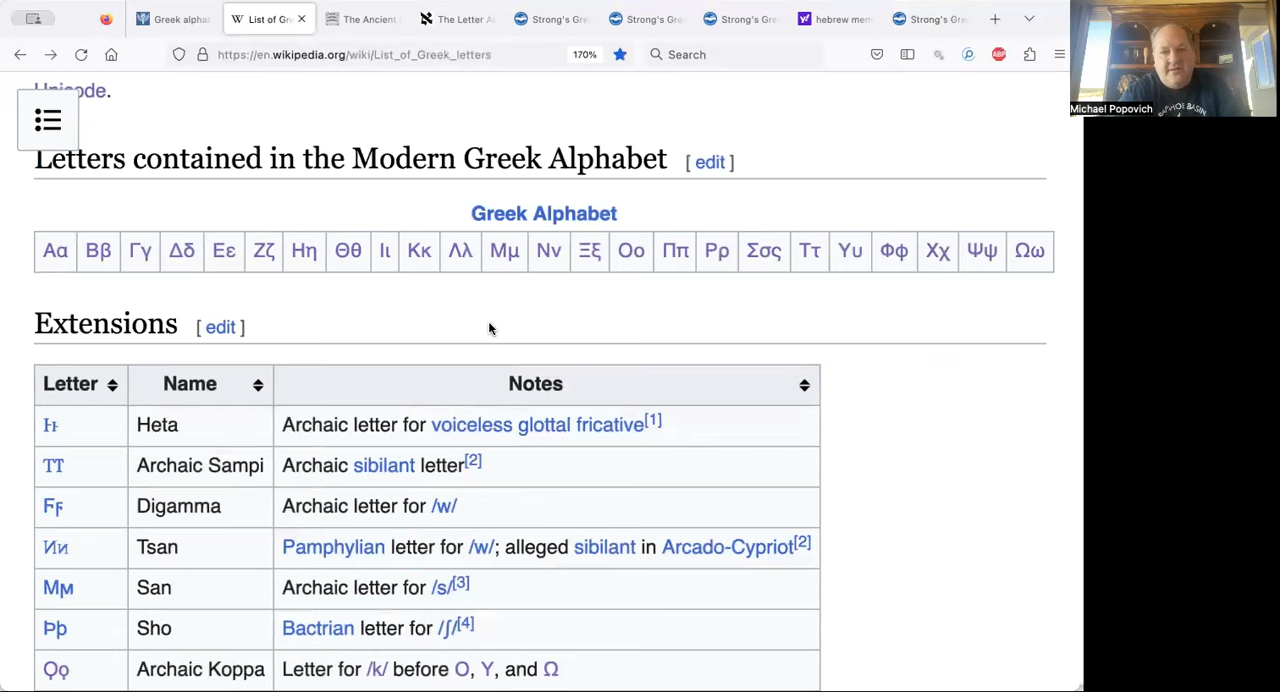 Greek alphab
List of Gre
The Ancient
The Letter A
Strong's Gre
Strong's Gre
Strong's Gre
hebrew mem
Strong's Gre
https://en.wikipedia.org/wiki/List_of_Greek_letters
170%
Search
ABP
Michael Popovich
Unicode.
Letters contained in the Modern Greek Alphabet [ edit ]
Greek Alphabet
Αα Ββ Γγ Δδ Εε Ζζ Ηη Θθ Ιι Κκ Λλ Μμ Νν Ξξ Οο Ππ Ρρ Σσς Ττ Υυ Φφ Χχ Ψψ Ωω
Extensions [ edit ]
Letter Name Notes
Ͱͱ Heta Archaic letter for voiceless glottal fricative[1]
Ͳͳ Archaic Sampi Archaic sibilant letter[2]
Ϝϝ Digamma Archaic letter for /w/
Ͷͷ Tsan Pamphylian letter for /w/; alleged sibilant in Arcado-Cypriot[2]
Ϻϻ San Archaic letter for /s/[3]
Ϸϸ Sho Bactrian letter for /ʃ/[4]
Ϙϙ Archaic Koppa Letter for /k/ before Ο, Υ, and Ω